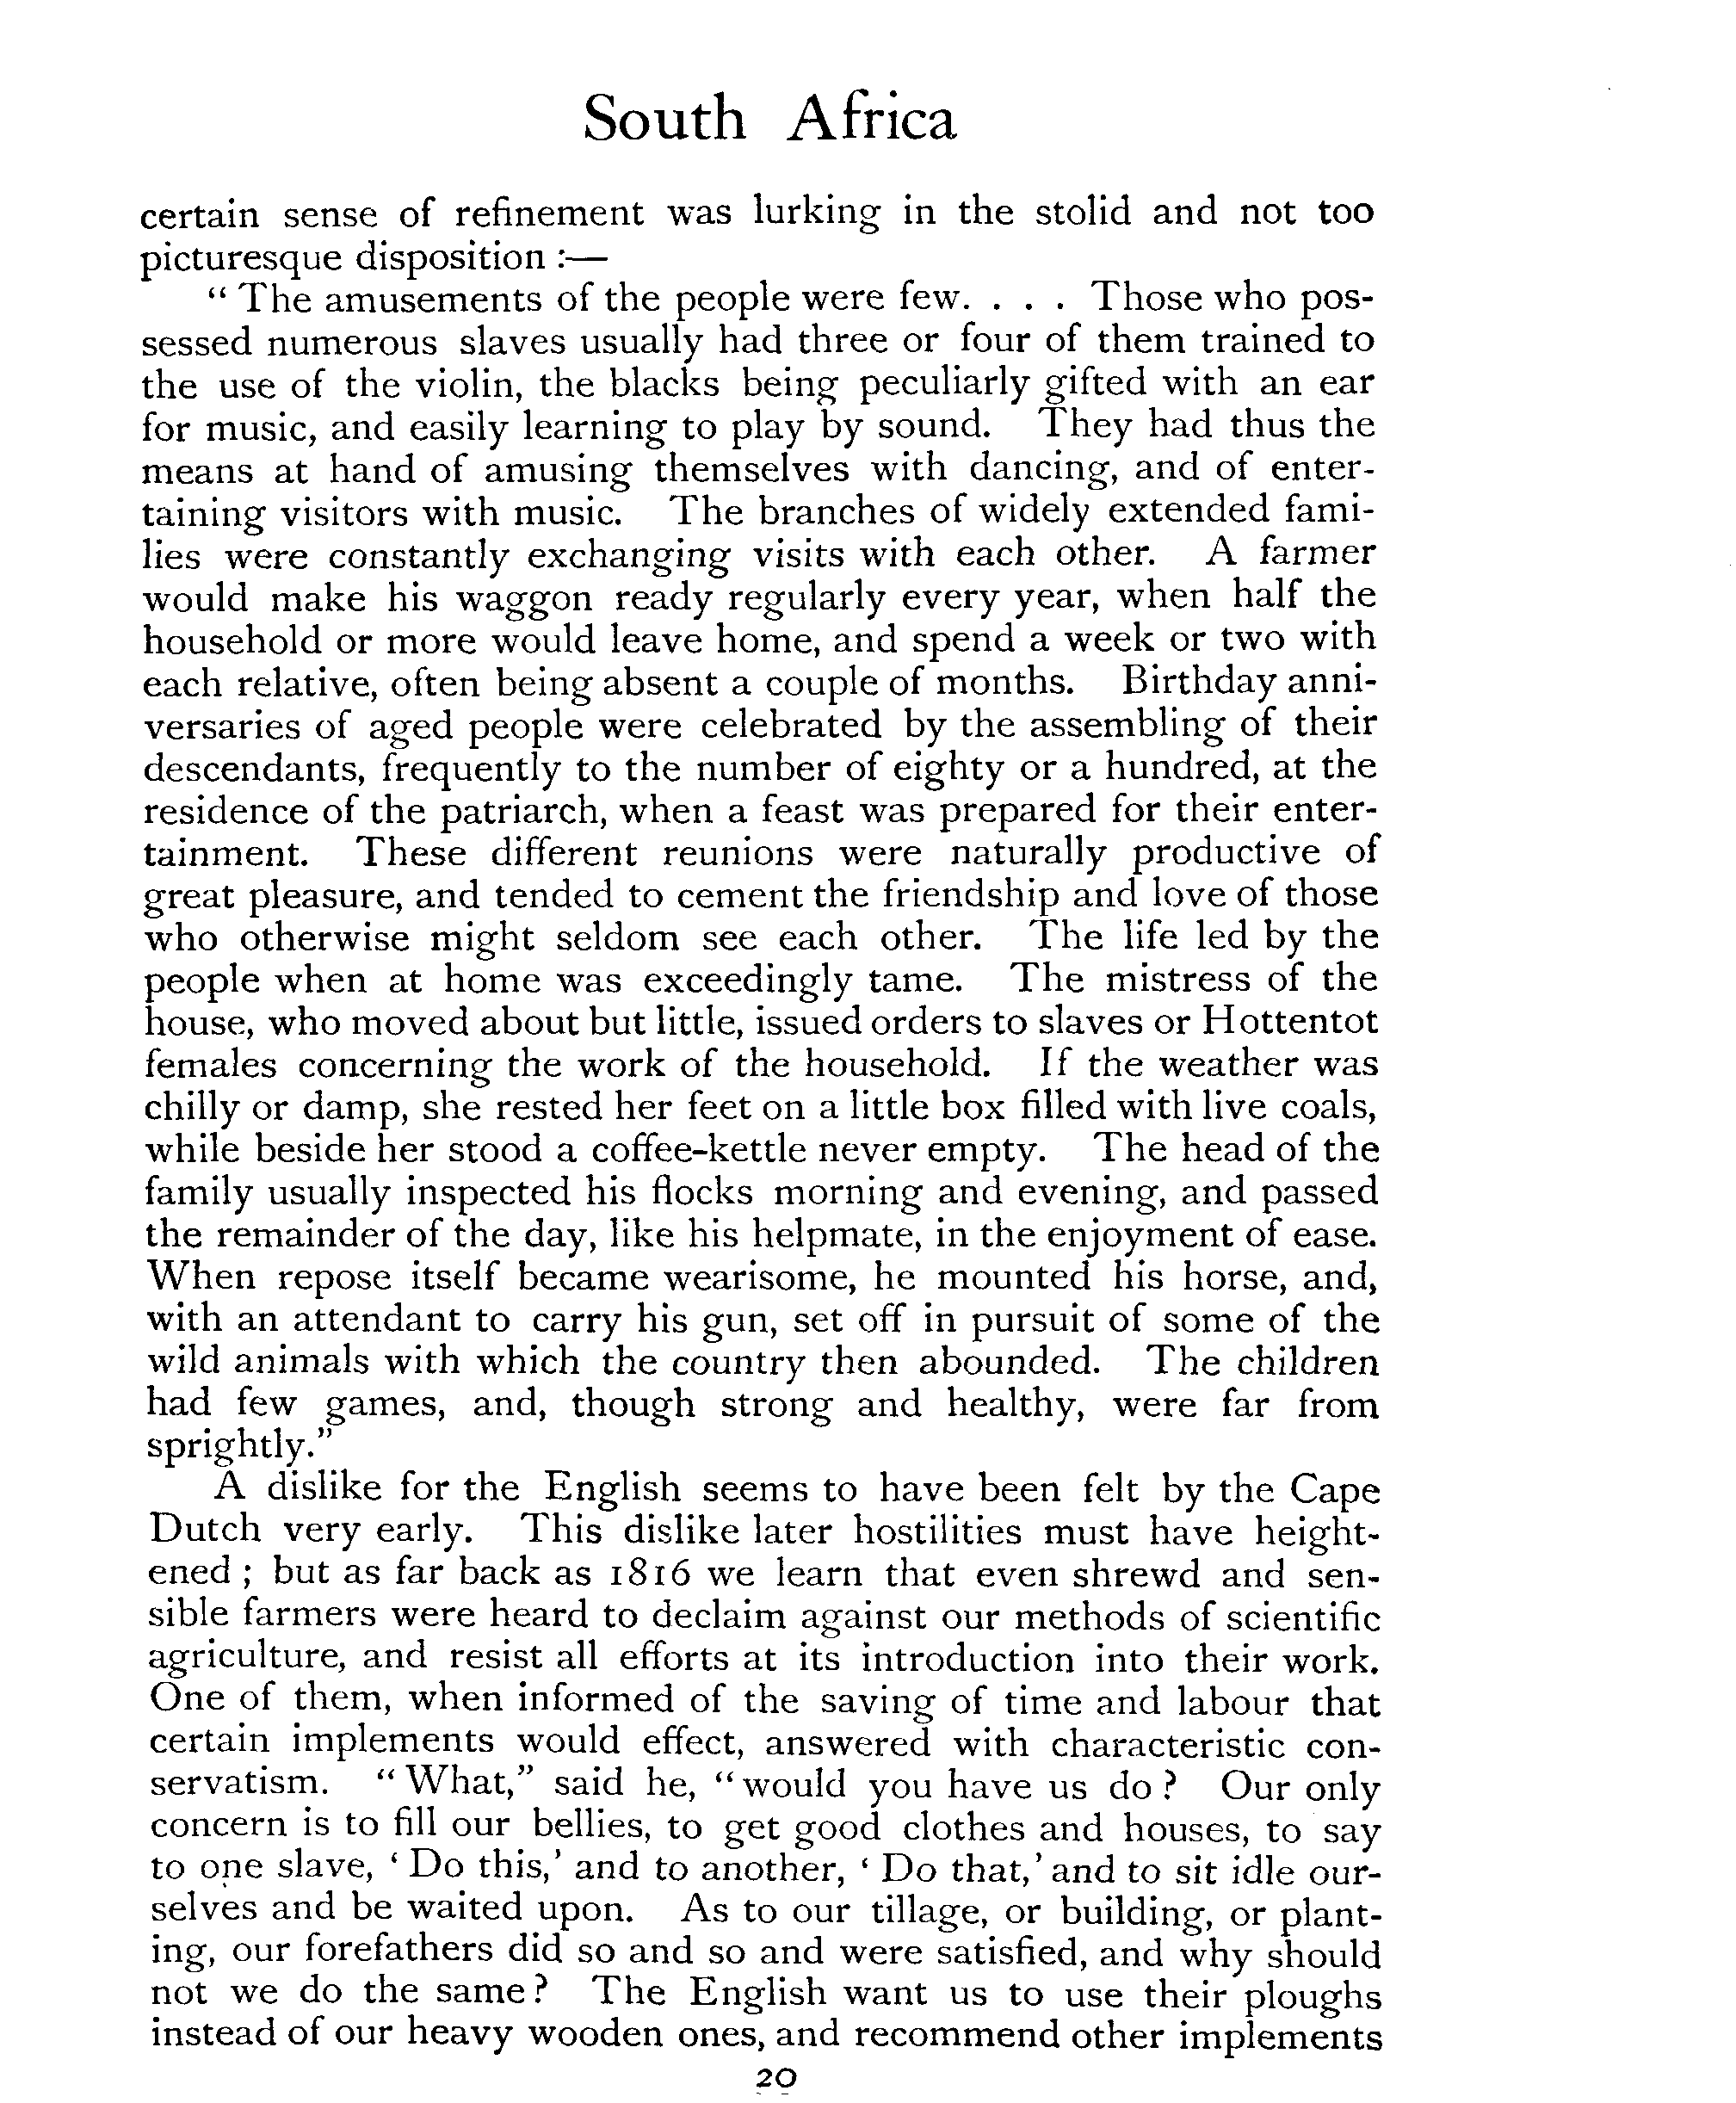 South Africa
certain sense of refinement was lurking in the stolid and not too
picturesque disposition :—
“ The amusements of the people were few. . . . Those who pos-
sessed numerous slaves usually had three or four of them trained to
the use of the violin, the blacks being peculiarly gifted with an ear
for music, and easily learning to play by sound. They had thus the
means at hand of amusing themselves with dancing, and of enter-
taining visitors with music. The branches of widely extended fami-
lies were constantly exchanging visits with each other. A farmer
would make his waggon ready regularly every year, when half the
household or more would leave home, and spend a week or two with
each relative, often being absent a couple of months. Birthday anni-
versaries of aged people were celebrated by the assembling of their
descendants, frequently to the number of eighty or a hundred, at the
residence of the patriarch, when a feast was prepared for their enter-
tainment. These different reunions were naturally productive of
great pleasure, and tended to cement the friendship and love of those
who otherwise might seldom see each other. The life led by the
people when at home was exceedingly tame. The mistress of the
house, who moved about but little, issued orders to slaves or Hottentot
females concerning the work of the household. If the weather was
chilly or damp, she rested her feet on a little box filled with live coals,
while beside her stood a coffee-kettle never empty. The head of the
family usually inspected his flocks morning and evening, and passed
the remainder of the day, like his helpmate, in the enjoyment of ease.
When repose itself became wearisome, he mounted his horse, and,
with an attendant to carry his gun, set off in pursuit of some of the
wild animals with which the country then abounded. The children
had few games, and, though strong and healthy, were far from
sprightly.”
A dislike for the English seems to have been felt by the Cape
Dutch very early. This dislike later hostilities must have height-
ened ; but as far back as 1816 we learn that even shrewd and sen-
sible farmers were heard to declaim against our methods of scientific
agriculture, and resist all efforts at its introduction into their work.
One of them, when informed of the saving of time and labour that
certain implements would effect, answered with characteristic con-
servatism. “ What,” said he, “ would you have us do ? Our only
concern is to fill our bellies, to get good clothes and houses, to say
to one slave, ‘ Do this,’ and to another, ‘ Do that,’ and to sit idle our-
selves and be waited upon. As to our tillage, or building, or plant-
ing, our forefathers did so and so and were satisfied, and why should
not we do the same? The English want us to use their ploughs
instead of our heavy wooden ones, and recommend other implements
20